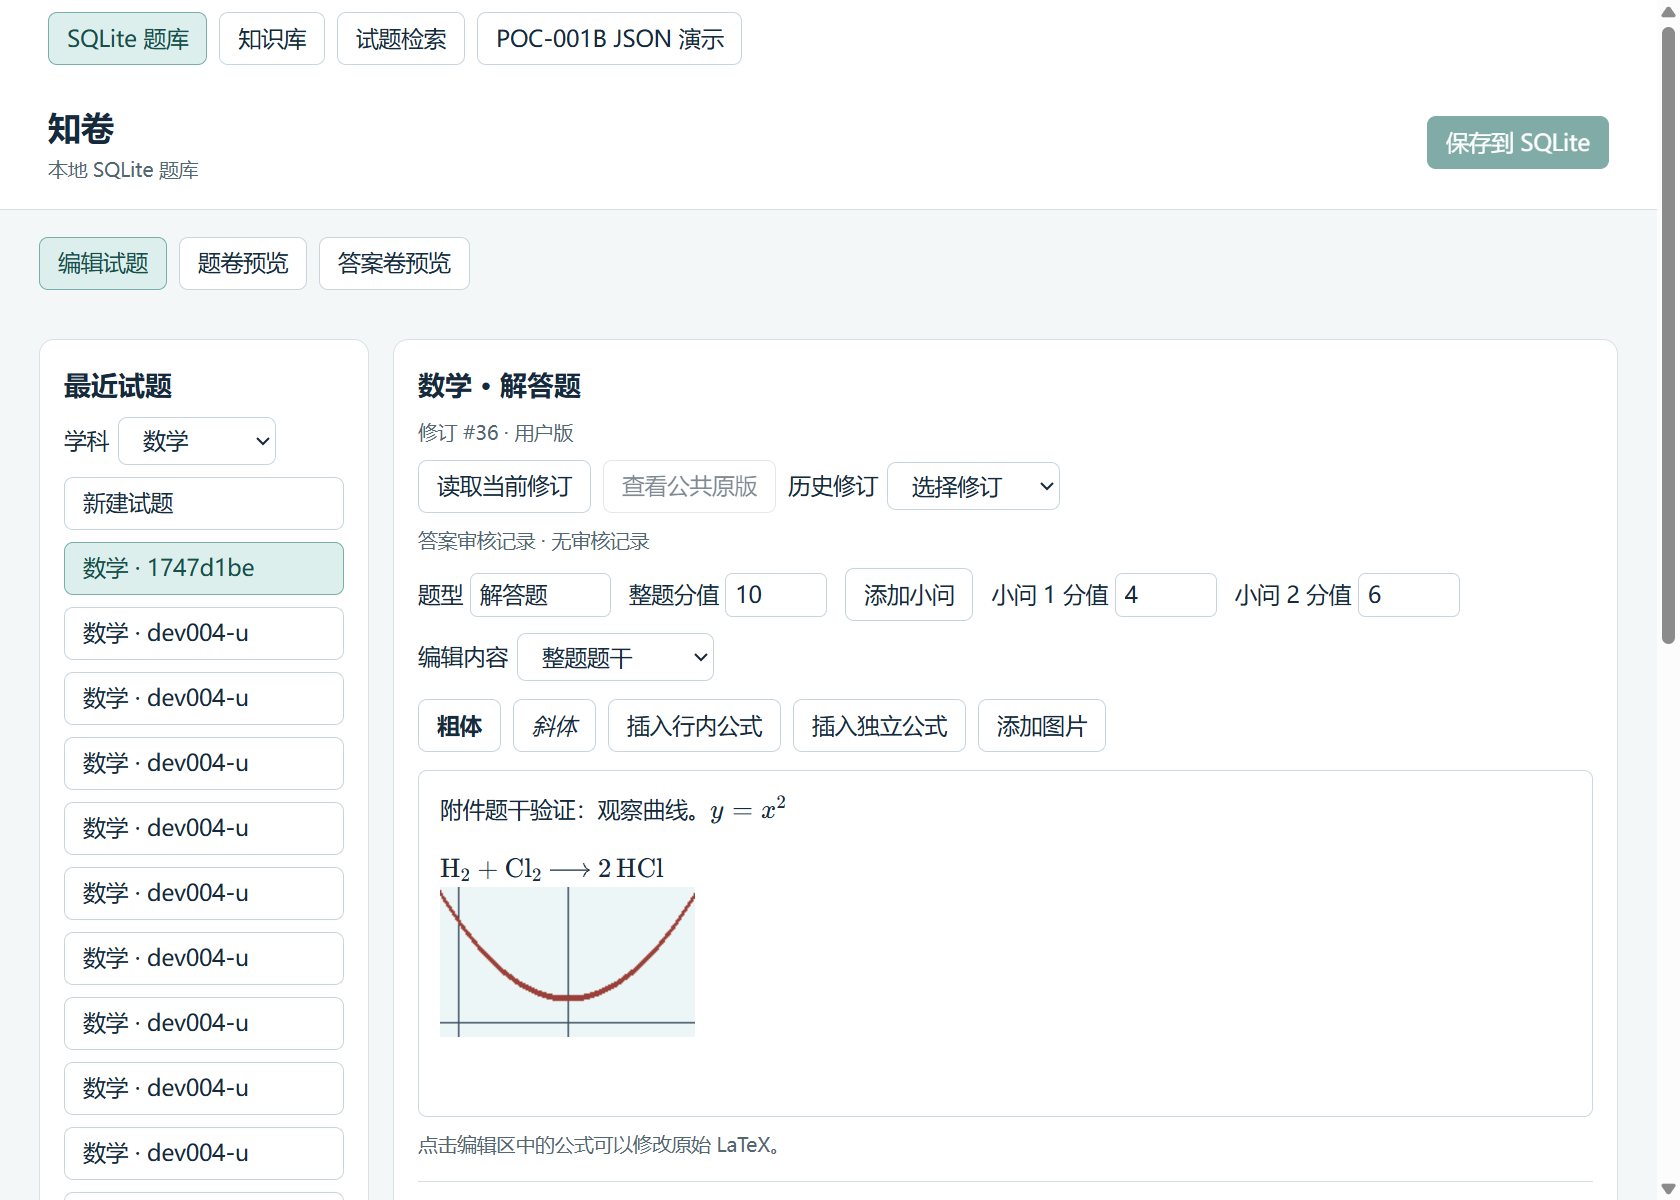 SQLite 题库 知识库 试题检索 POC-001B JSON 演示
知卷
本地 SQLite 题库
保存到 SQLite
编辑试题 题卷预览 答案卷预览
最近试题
学科 数学
新建试题
数学 · 1747d1be
数学 · dev004-u
数学 · dev004-u
数学 · dev004-u
数学 · dev004-u
数学 · dev004-u
数学 · dev004-u
数学 · dev004-u
数学 · dev004-u
数学 · dev004-u
数学 • 解答题
修订 #36 · 用户版
读取当前修订 查看公共原版 历史修订 选择修订
答案审核记录 · 无审核记录
题型 解答题 整题分值 10 添加小问 小问 1 分值 4 小问 2 分值 6
编辑内容 整题题干
粗体 斜体 插入行内公式 插入独立公式 添加图片
附件题干验证：观察曲线。y = x²
H₂ + Cl₂ ⟶ 2 HCl
点击编辑区中的公式可以修改原始 LaTeX。